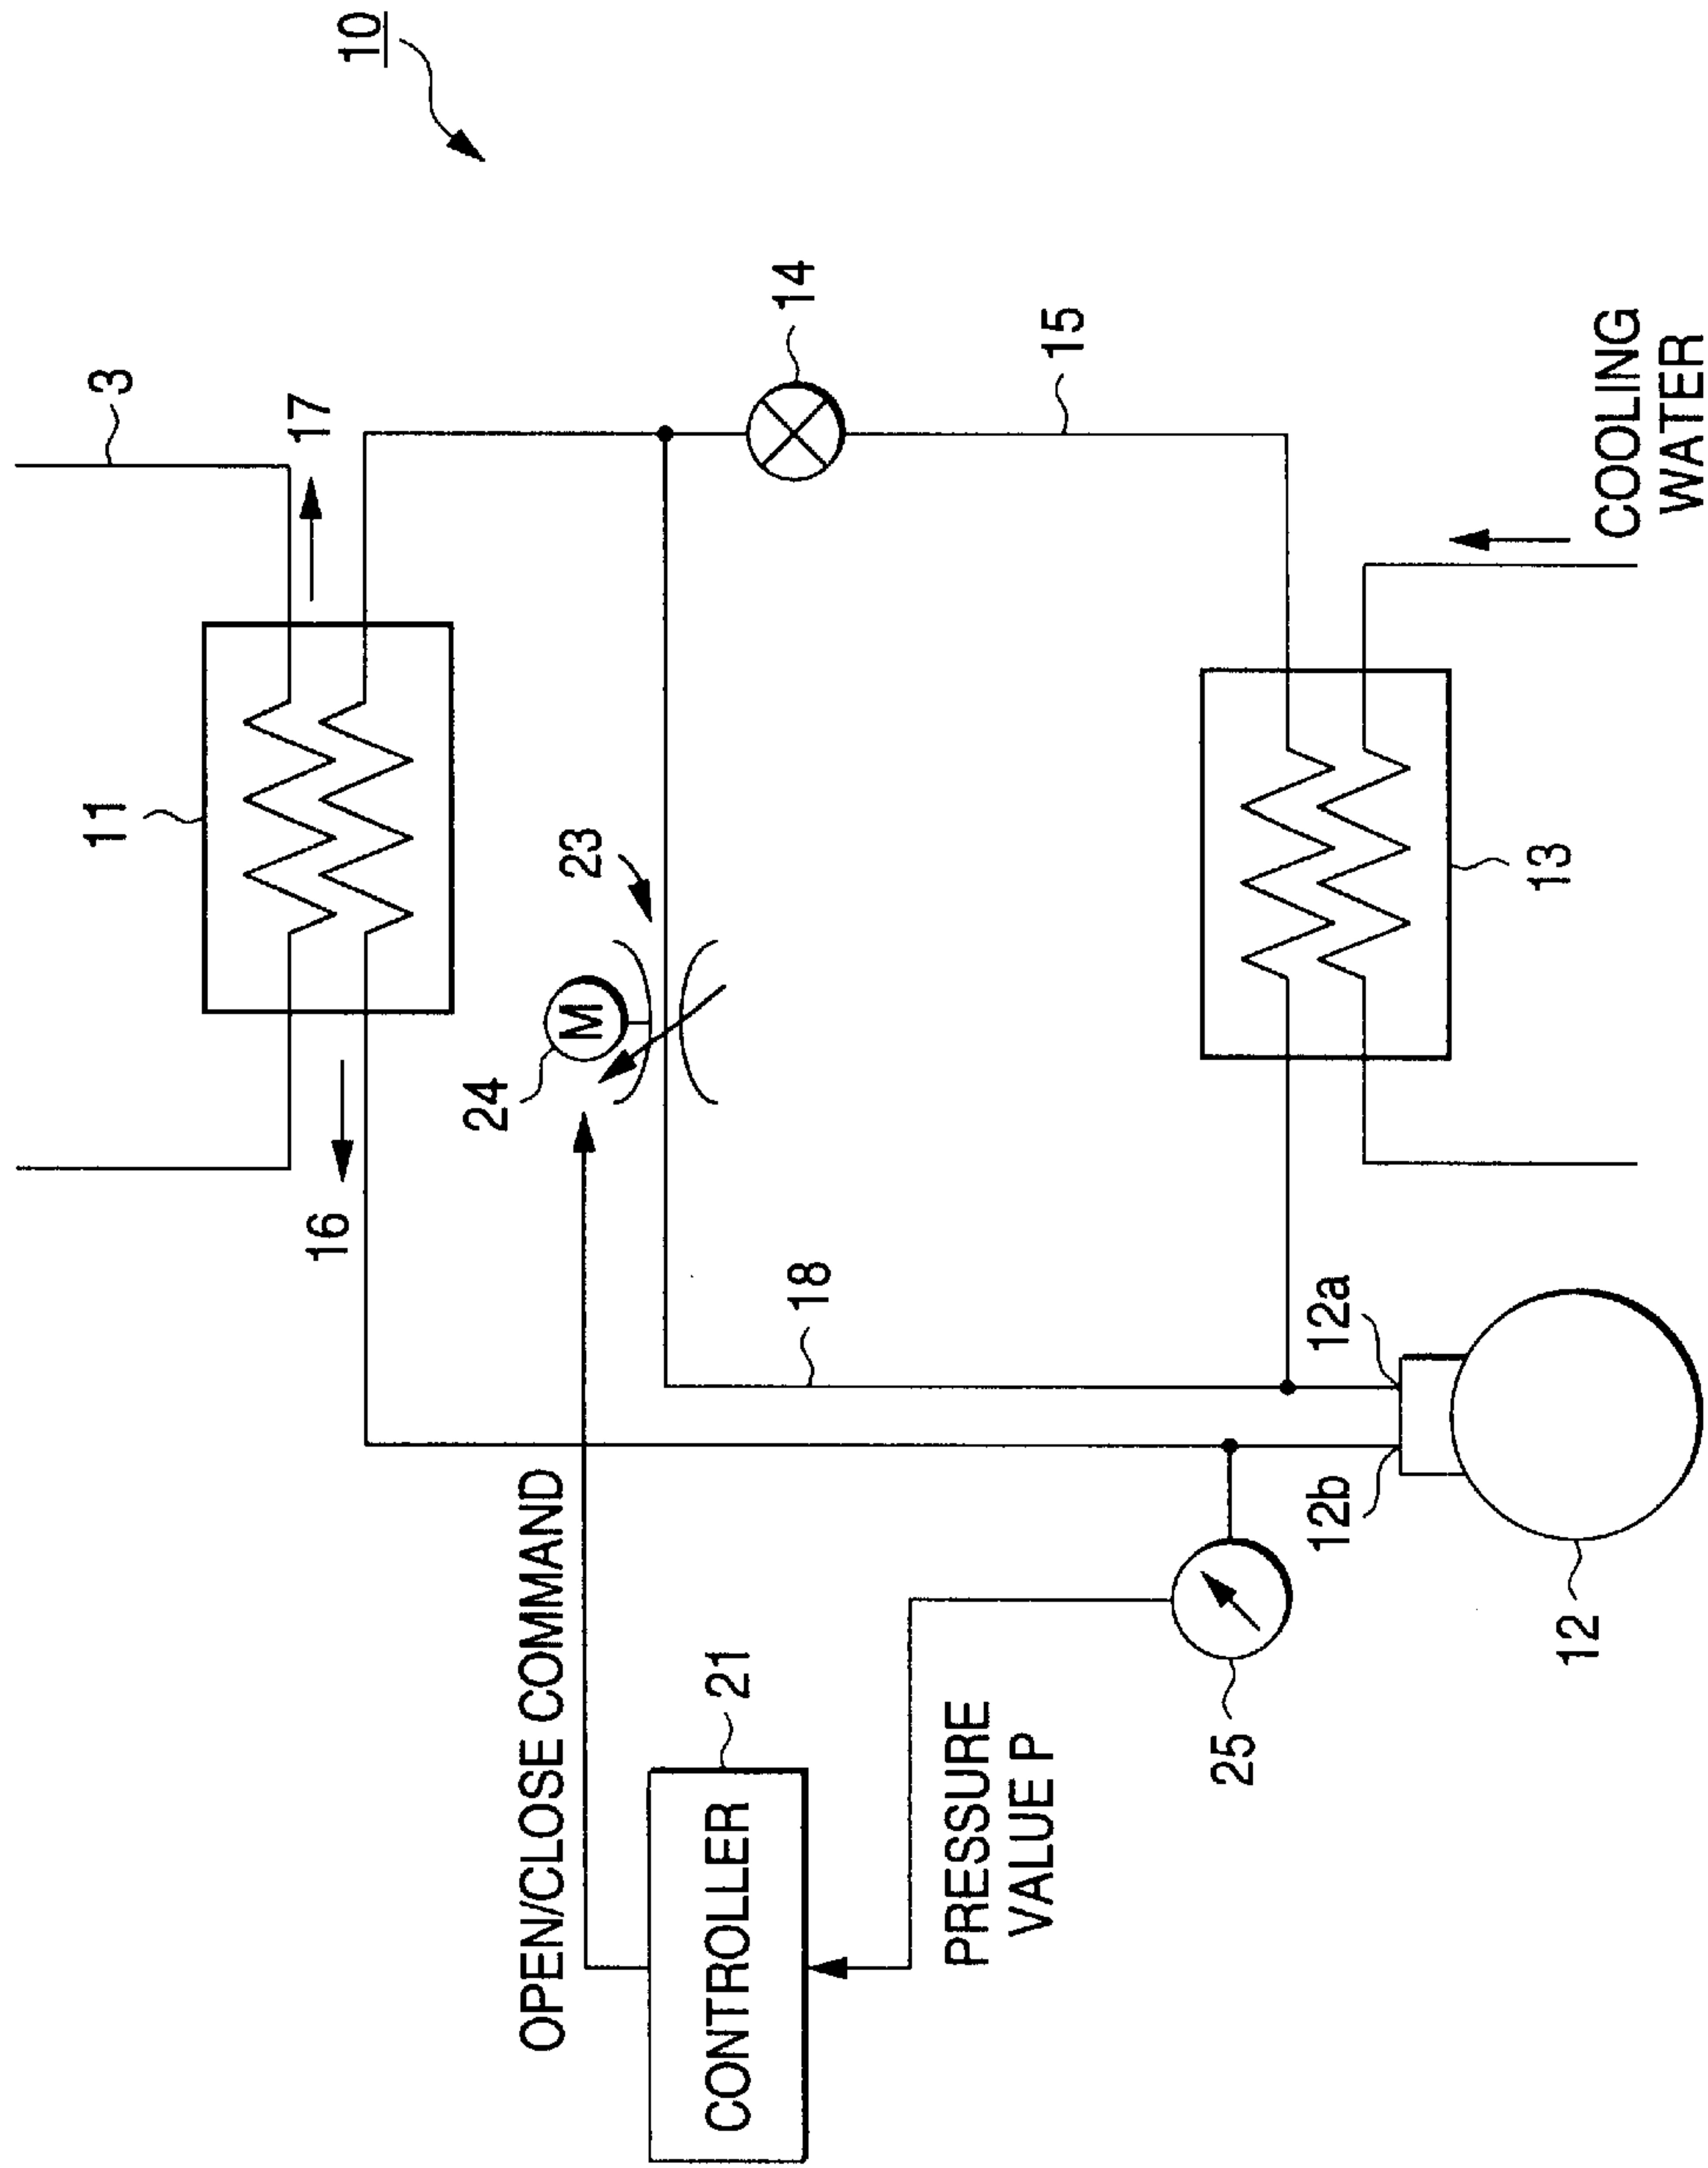 10
3
17
11
14
15
COOLING
WATER
16
24
M
23
13
18
12a
12b
12
OPEN/CLOSE COMMAND
CONTROLLER
21
PRESSURE
VALUE P
25